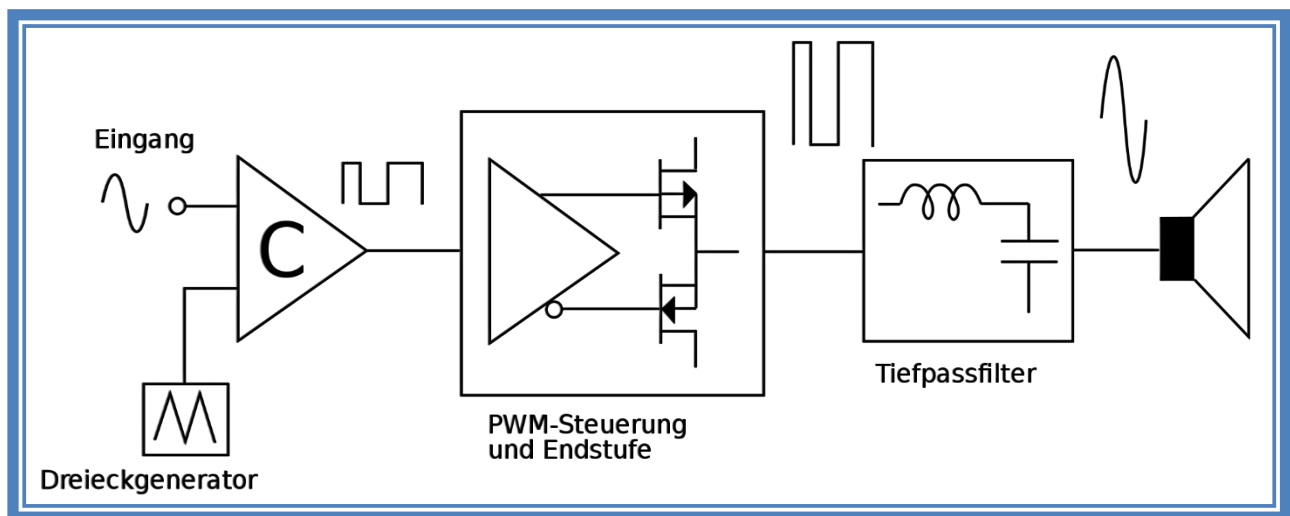 Eingang
C
Dreieckgenerator
PWM-Steuerung
und Endstufe
Tiefpassfilter